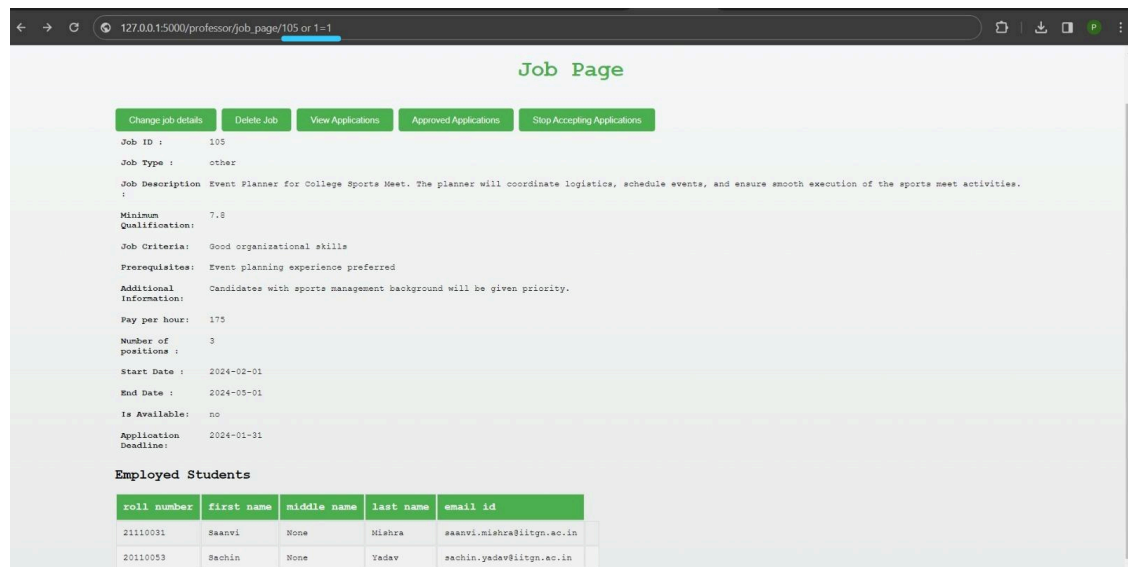 127.0.0.1:5000/professor/job_page/105 or 1=1
P
Job Page
Change job details Delete Job View Applications Approved Applications Stop Accepting Applications
Job ID : 105
Job Type : other
Job Description Event Planner for College Sports Meet. The planner will coordinate logistics, schedule events, and ensure smooth execution of the sports meet activities.
:
Minimum 7.8
Qualification:
Job Criteria: Good organizational skills
Prerequisites: Event planning experience preferred
Additional Candidates with sports management background will be given priority.
Information:
Pay per hour: 175
Number of 3
positions :
Start Date : 2024-02-01
End Date : 2024-05-01
Is Available: no
Application 2024-01-31
Deadline:
Employed Students
roll number first name middle name last name email id
21110031 Saanvi None Mishra saanvi.mishra@iitgn.ac.in
20110053 Sachin None Yadav sachin.yadav@iitgn.ac.in